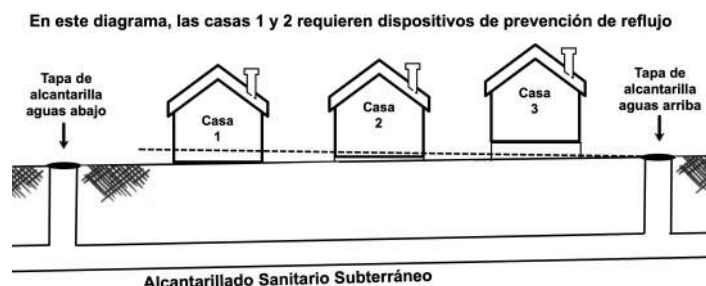 En este diagrama, las casas 1 y 2 requieren dispositivos de prevención de reflujo
Tapa de
alcantarilla
aguas abajo
Casa
1
Casa
2
Casa
3
Tapa de
alcantarilla
aguas arriba
Alcantarillado Sanitario Subterráneo